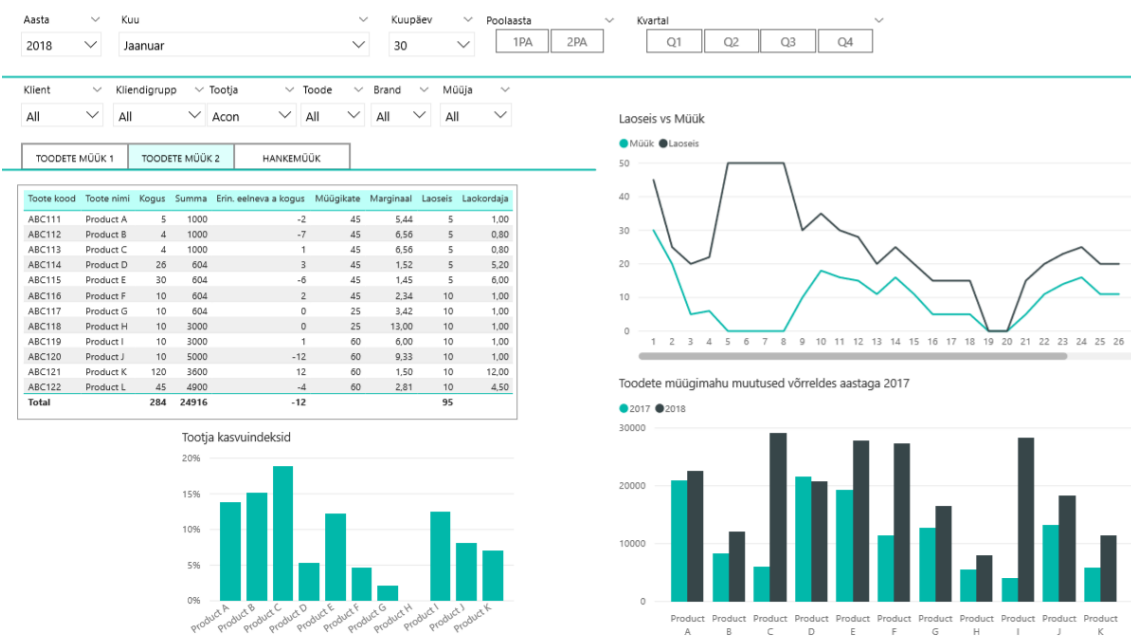 Aasta Kuu Kuupäev Poolaasta Kvartal
2018 Jaanuar 30 1PA 2PA Q1 Q2 Q3 Q4
Klient Kliendigrupp Tootja Toode Brand Müüja
All All Acon All All All
TOODETE MÜÜK 1 TOODETE MÜÜK 2 HANKEMÜÜK
Toote kood Toote nimi Kogus Summa Erin. eelneva a kogus Müügikate Marginaal Laoseis Laokordaja
ABC111 Product A 5 1000 -2 45 5,44 5 1,00
ABC112 Product B 4 1000 -7 45 6,56 5 0,80
ABC113 Product C 4 1000 1 45 6,56 5 0,80
ABC114 Product D 26 604 3 45 1,52 5 5,20
ABC115 Product E 30 604 -6 45 1,45 5 6,00
ABC116 Product F 10 604 2 45 2,34 10 1,00
ABC117 Product G 10 604 0 25 3,42 10 1,00
ABC118 Product H 10 3000 0 25 13,00 10 1,00
ABC119 Product I 10 3000 1 60 6,00 10 1,00
ABC120 Product J 10 5000 -12 60 9,33 10 1,00
ABC121 Product K 120 3600 12 60 1,50 10 12,00
ABC122 Product L 45 4900 -4 60 2,81 10 4,50
Total 284 24916 -12 95
Tootja kasvuindeksid
20%
15%
10%
5%
0%
Product A Product B Product C Product D Product E Product F Product G Product H Product I Product J Product K
Laoseis vs Müük
Müük Laoseis
50
40
30
20
10
0
1 2 3 4 5 6 7 8 9 10 11 12 13 14 15 16 17 18 19 20 21 22 23 24 25 26
Toodete müügimahu muutused võrreldes aastaga 2017
2017 2018
30000
20000
10000
0
Product Product Product Product Product Product Product Product Product Product Product
A B C D E F G H I J K